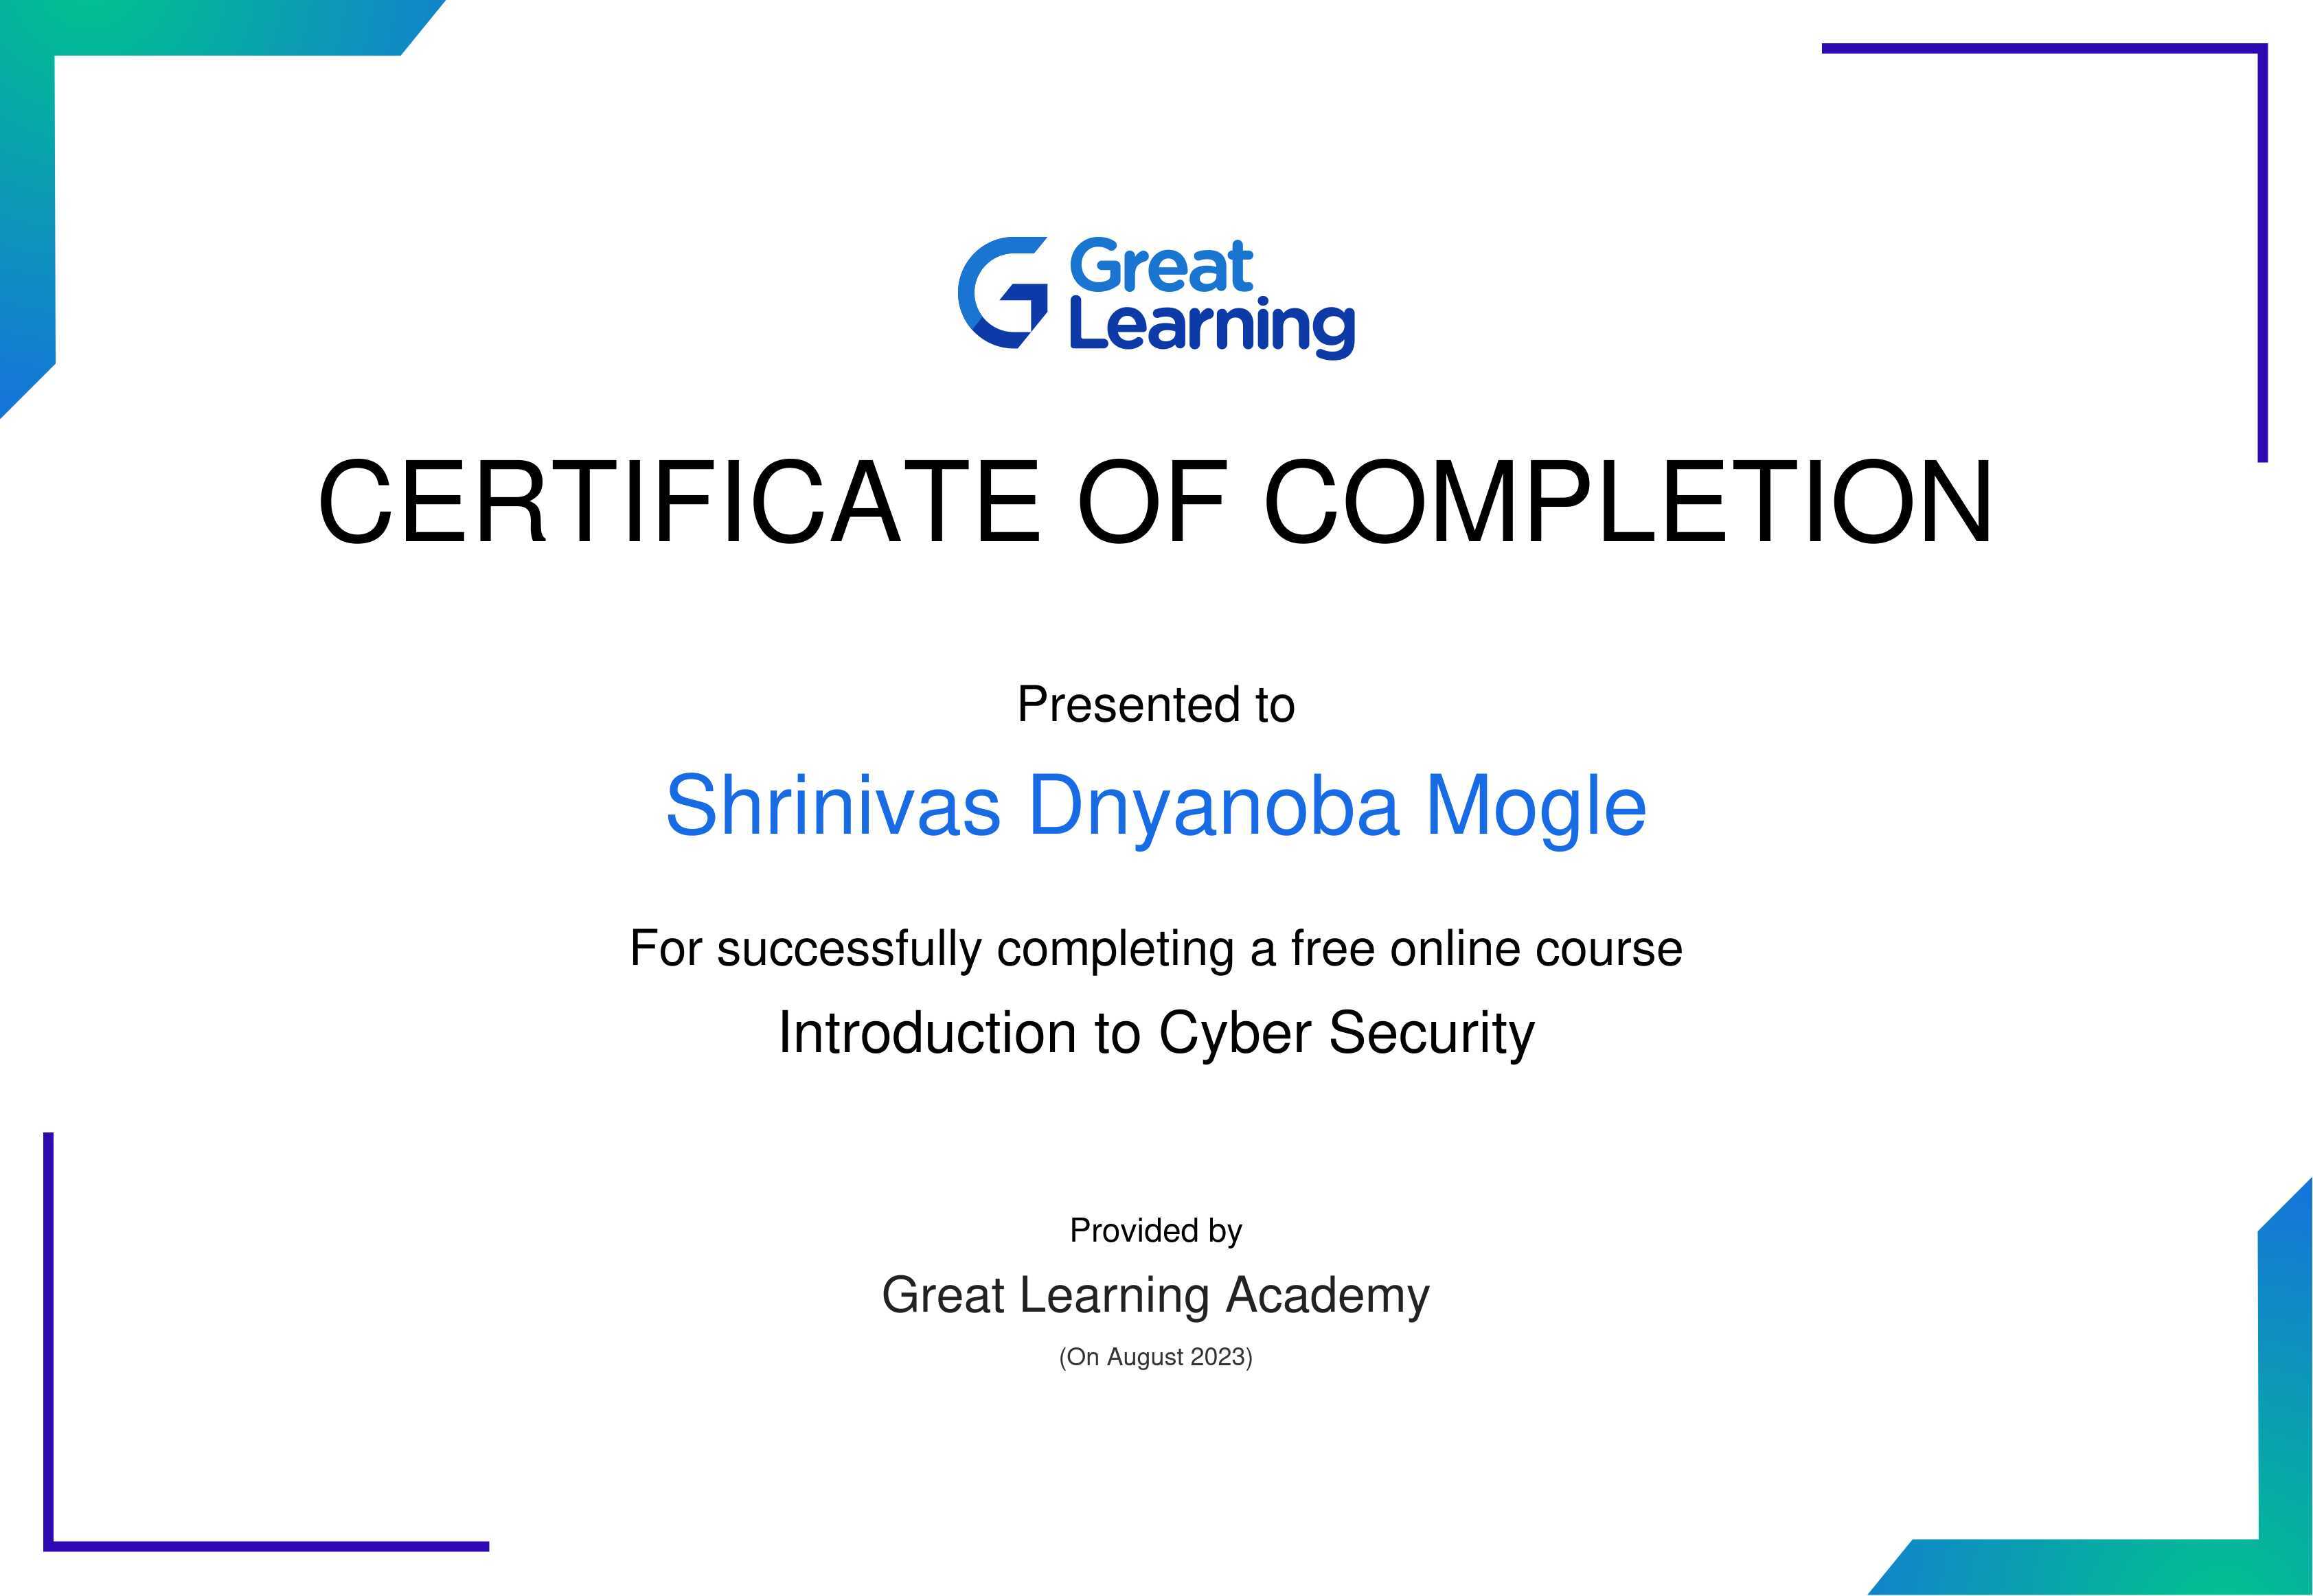 Great
Learning
CERTIFICATE OF COMPLETION
Presented to
Shrinivas Dnyanoba Mogle
For successfully completing a free online course
Introduction to Cyber Security
Provided by
Great Learning Academy
(On August 2023)